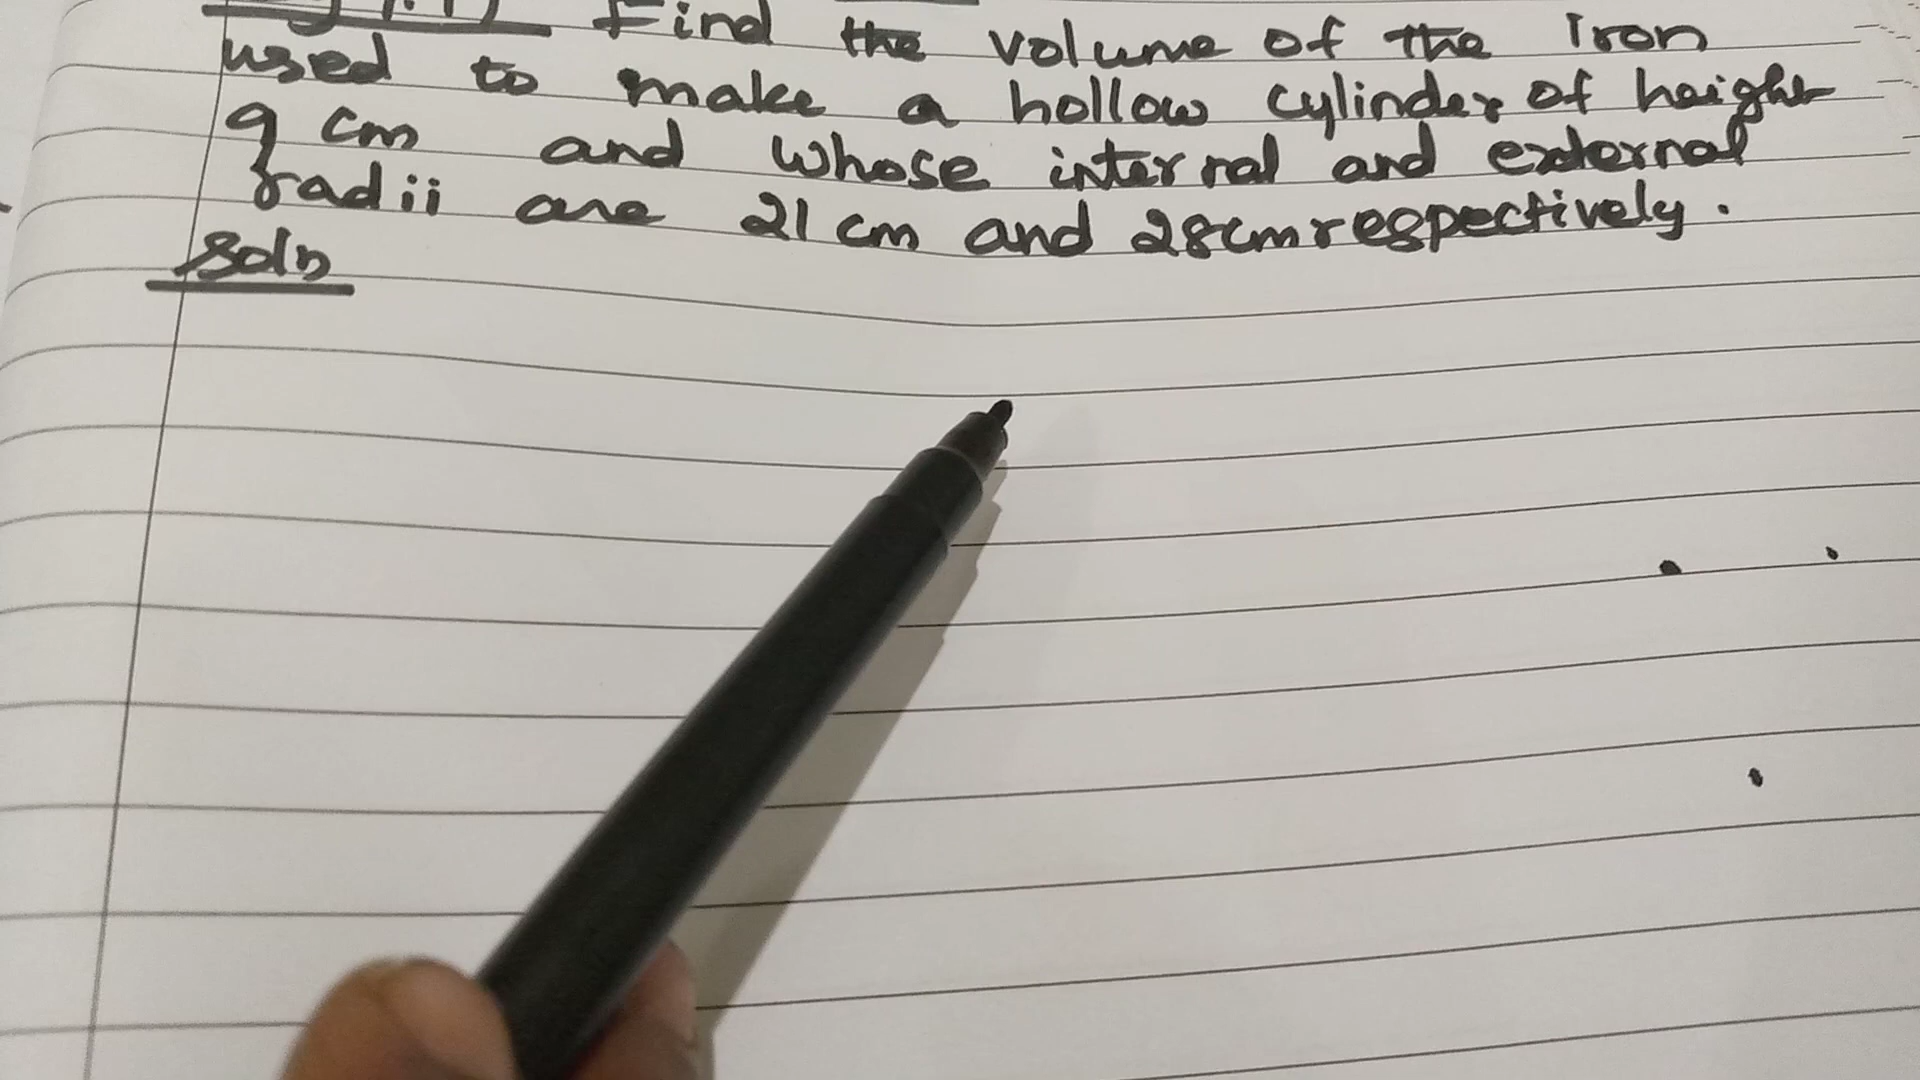 Find the volume of the Iron
used to make a hollow cylinder of height
9 cm and whose internal and external
radii are 21 cm and 28cm respectively.
Soln